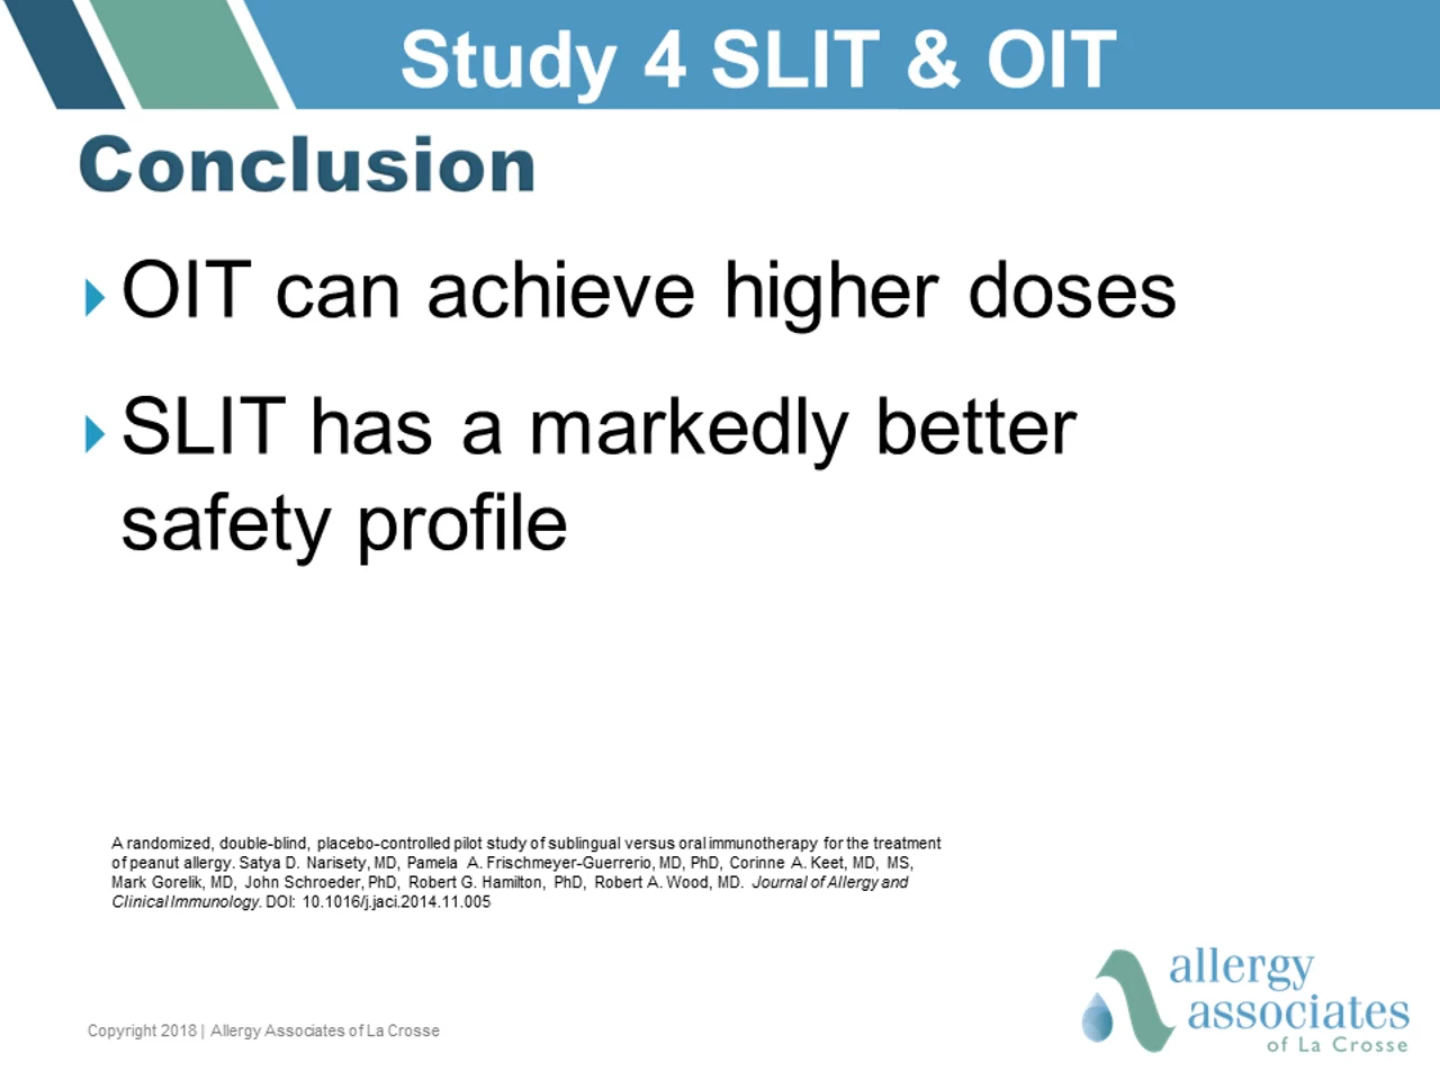 Study 4 SLIT & OIT
Conclusion
OIT can achieve higher doses
SLIT has a markedly better
safety profile
A randomized, double-blind, placebo-controlled pilot study of sublingual versus oral immunotherapy for the treatment
of peanut allergy. Satya D. Narisety, MD, Pamela A. Frischmeyer-Guerrerio, MD, PhD, Corinne A. Keet, MD, MS,
Mark Gorelik, MD, John Schroeder, PhD, Robert G. Hamilton, PhD, Robert A. Wood, MD. Journal of Allergy and
Clinical Immunology. DOI: 10.1016/j.jaci.2014.11.005
allergy
associates
of La Crosse
Copyright 2018 | Allergy Associates of La Crosse